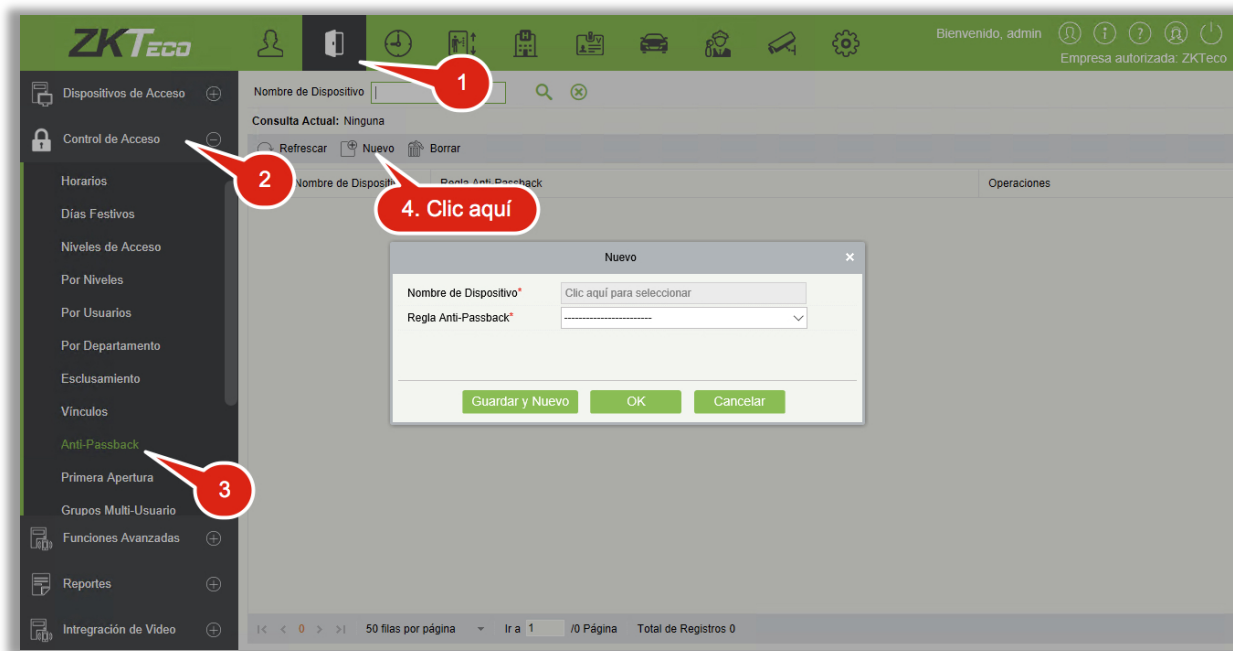 ZKTeco
Bienvenido, admin
Empresa autorizada: ZKTeco
1
Dispositivos de Acceso
Nombre de Dispositivo
Consulta Actual: Ninguna
Control de Acceso
Refrescar Nuevo Borrar
2
Nombre de Dispositi Regla Anti-Passback Operaciones
4. Clic aquí
Horarios
Días Festivos
Niveles de Acceso
Por Niveles
Por Usuarios
Por Departamento
Esclusamiento
Vínculos
Anti-Passback
Primera Apertura
3
Grupos Multi-Usuario
Funciones Avanzadas
Reportes
Intregración de Video
Nuevo ×
Nombre de Dispositivo* Clic aquí para seleccionar
Regla Anti-Passback* -----------------------
Guardar y Nuevo OK Cancelar
|< < 0 > >| 50 filas por página Ir a 1 /0 Página Total de Registros 0